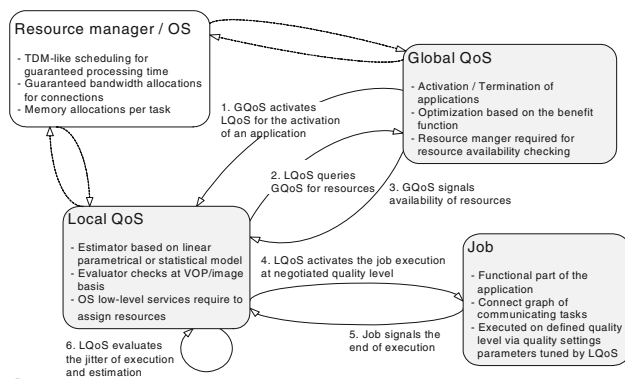 Resource manager / OS
- TDM-like scheduling for
guaranteed processing time
- Guaranteed bandwidth allocations
for connections
- Memory allocations per task
Global QoS
- Activation / Termination of
applications
- Optimization based on the benefit
function
- Resource manger required for
resource availability checking
1. GQoS activates
LQoS for the activation
of an application
2. LQoS queries
GQoS for resources
3. GQoS signals
availability of resources
Local QoS
- Estimator based on linear
parametrical or statistical model
- Evaluator checks at VOP/image
basis
- OS low-level services require to
assign resources
4. LQoS activates the job execution
at negotiated quality level
Job
- Functional part of the
application
- Connect graph of
communicating tasks
- Executed on defined quality
level via quality settings
parameters tuned by LQoS
5. Job signals the
end of execution
6. LQoS evaluates
the jitter of execution
and estimation